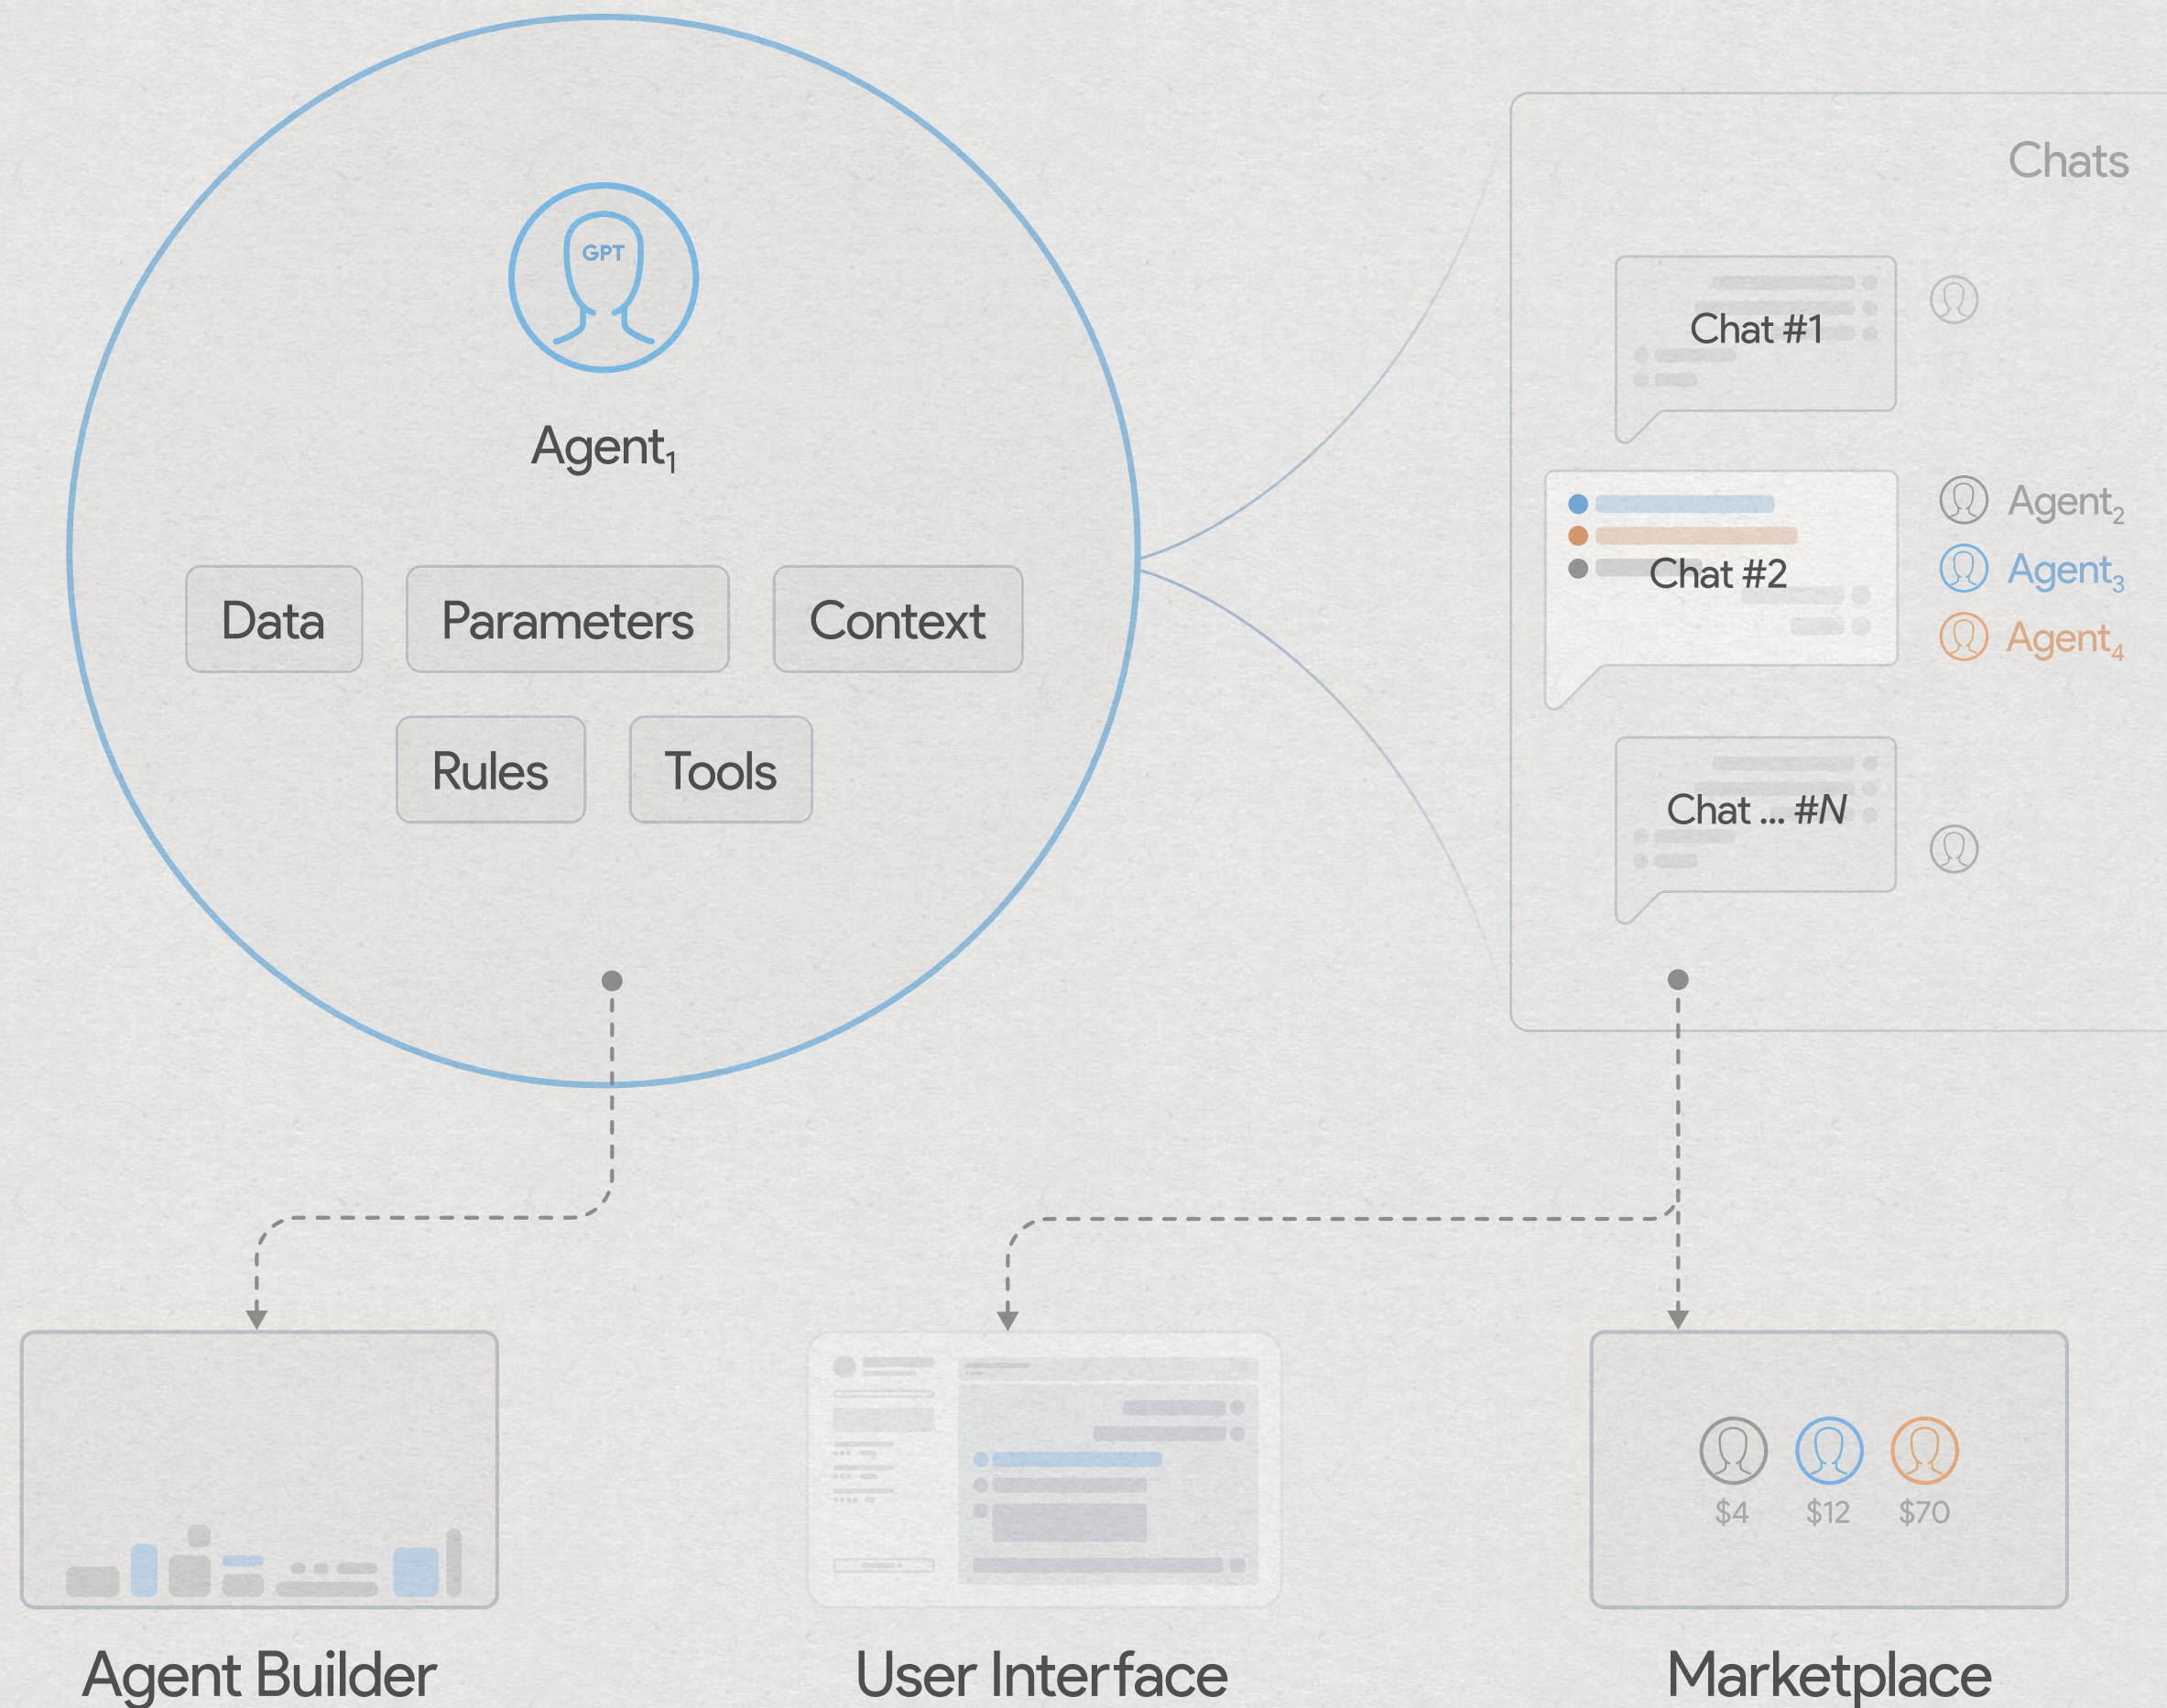 GPT
Agent₁
Data
Parameters
Context
Rules
Tools
Chats
Chat #1
Chat #2
Agent₂
Agent₃
Agent₄
Chat ... #N
$4
$12
$70
Agent Builder
User Interface
Marketplace